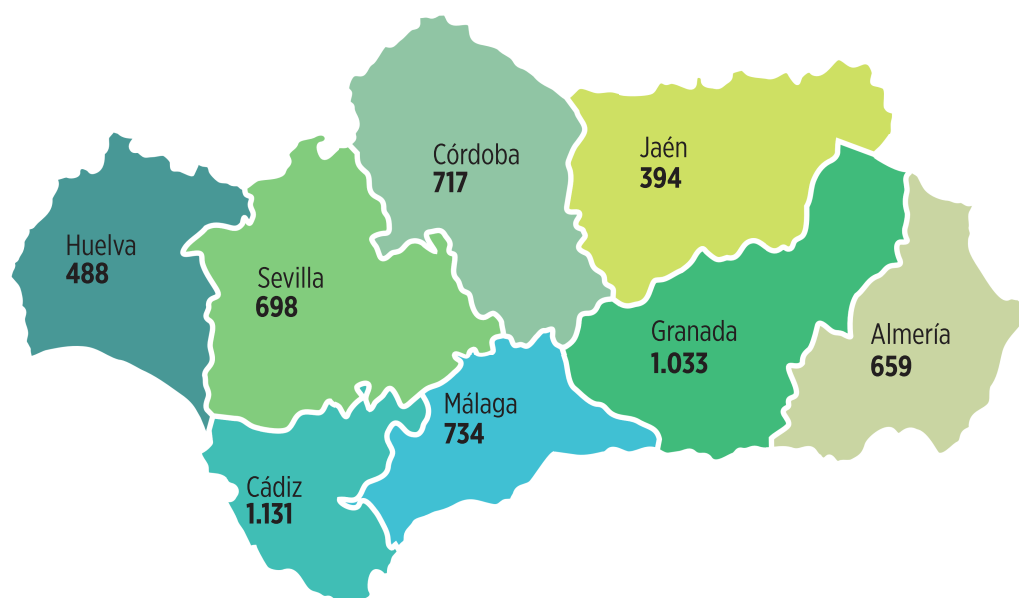 Córdoba
717
Jaén
394
Huelva
488
Sevilla
698
Granada
1.033
Almería
659
Málaga
734
Cádiz
1.131